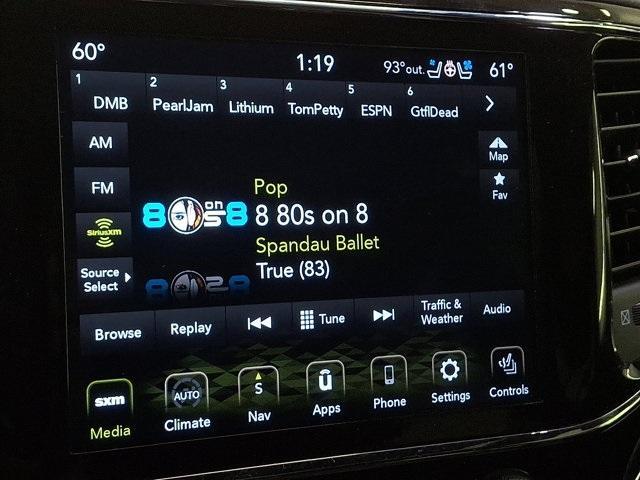 60° 1:19 93°out. 61°
1 DMB 2 PearlJam 3 Lithium 4 TomPetty 5 ESPN 6 GtflDead
AM
Map
FM
Fav
Pop
8 80s on 8
8 on 8
SiriusXM
Spandau Ballet
Source
Select
True (83)
Browse Replay Tune Traffic &
Weather Audio
sxm AUTO S û
Media Climate Nav Apps Phone Settings Controls